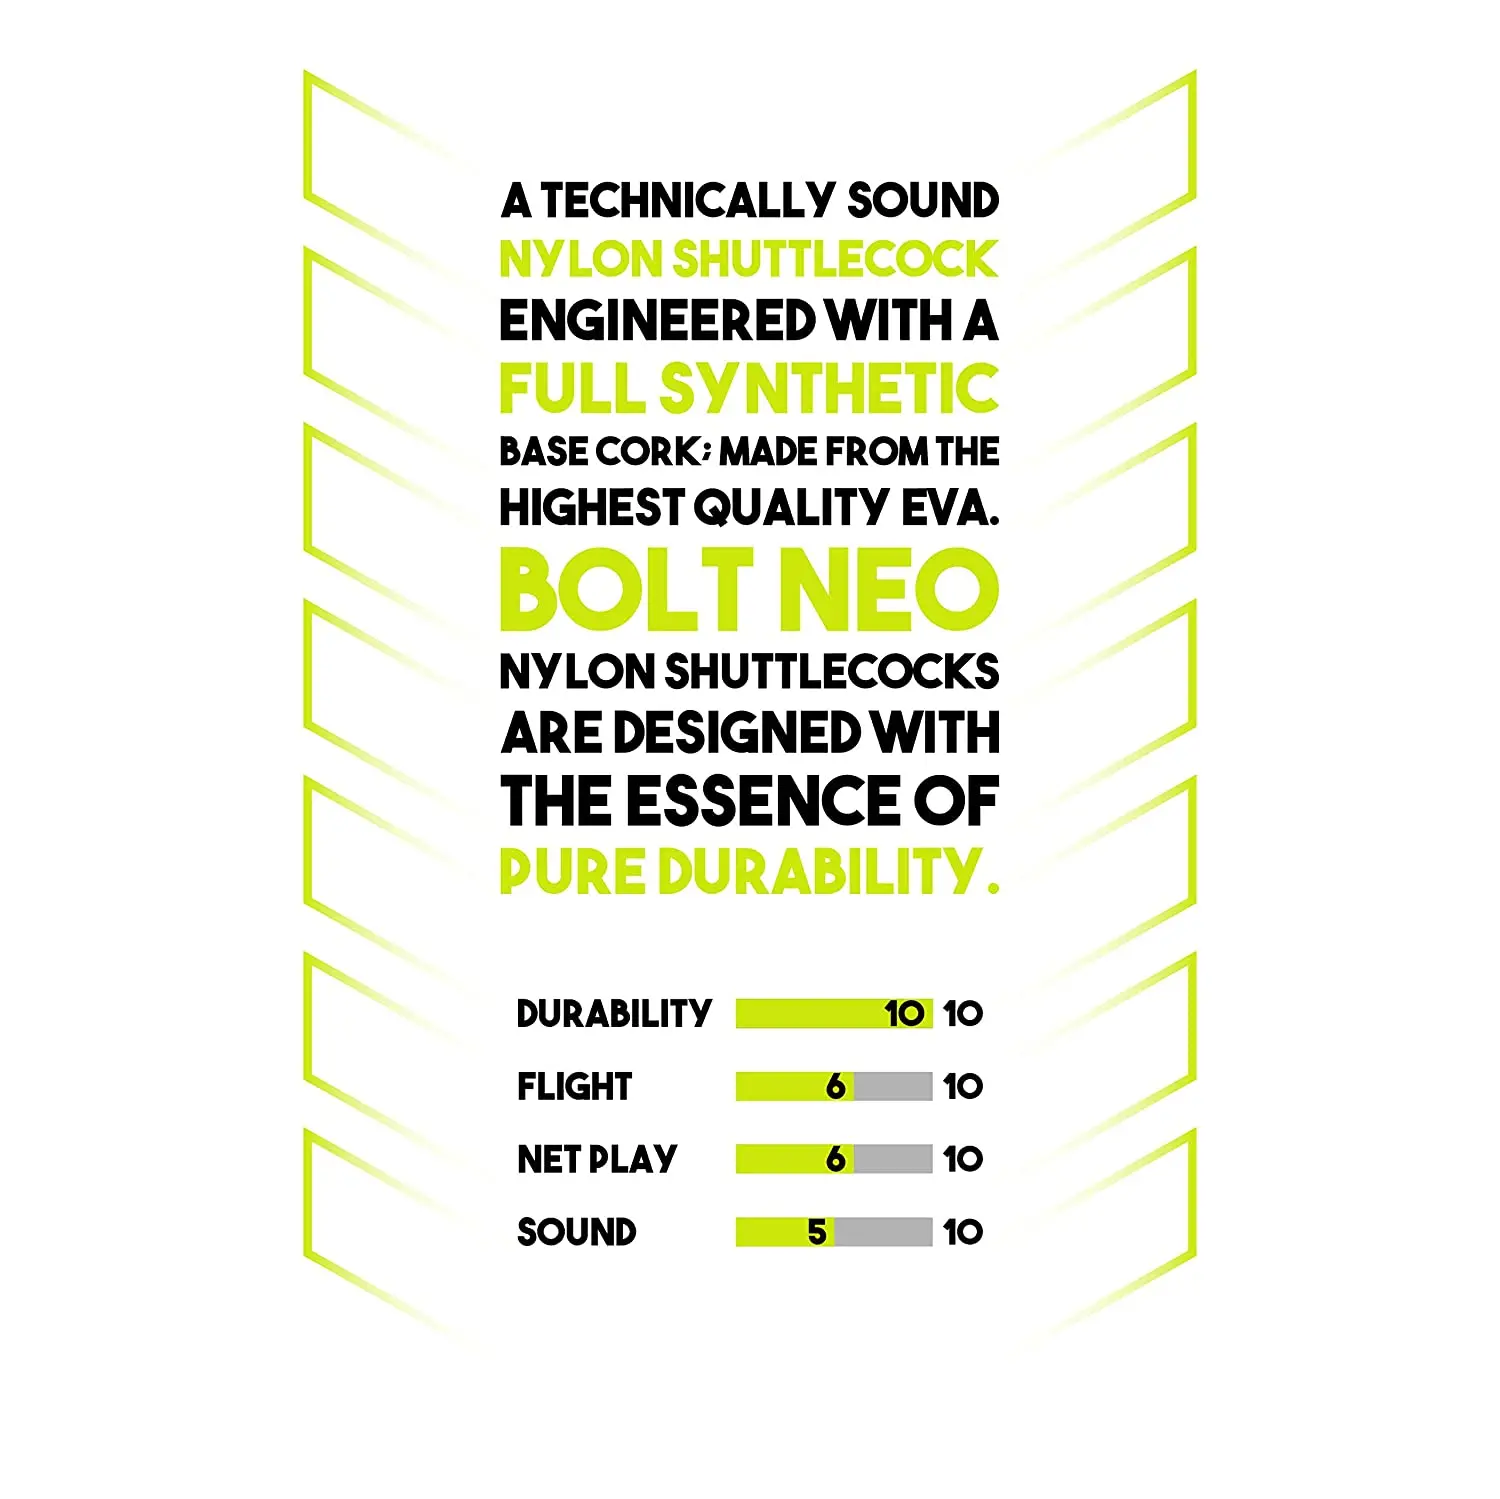 A TECHNICALLY SOUND
NYLON SHUTTLECOCK
ENGINEERED WITH A
FULL SYNTHETIC
BASE CORK; MADE FROM THE
HIGHEST QUALITY EVA.
BOLT NEO
NYLON SHUTTLECOCKS
ARE DESIGNED WITH
THE ESSENCE OF
PURE DURABILITY.
DURABILITY 10 10
FLIGHT 6 10
NET PLAY 6 10
SOUND 5 10